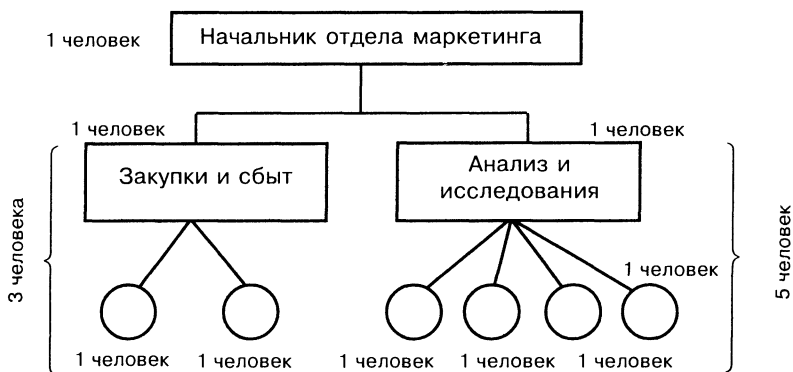 1 человек
Начальник отдела маркетинга
1 человек
1 человек
Закупки и сбыт
Анализ и
исследования
3 человека
5 человек
1 человек
1 человек
1 человек
1 человек
1 человек
1 человек